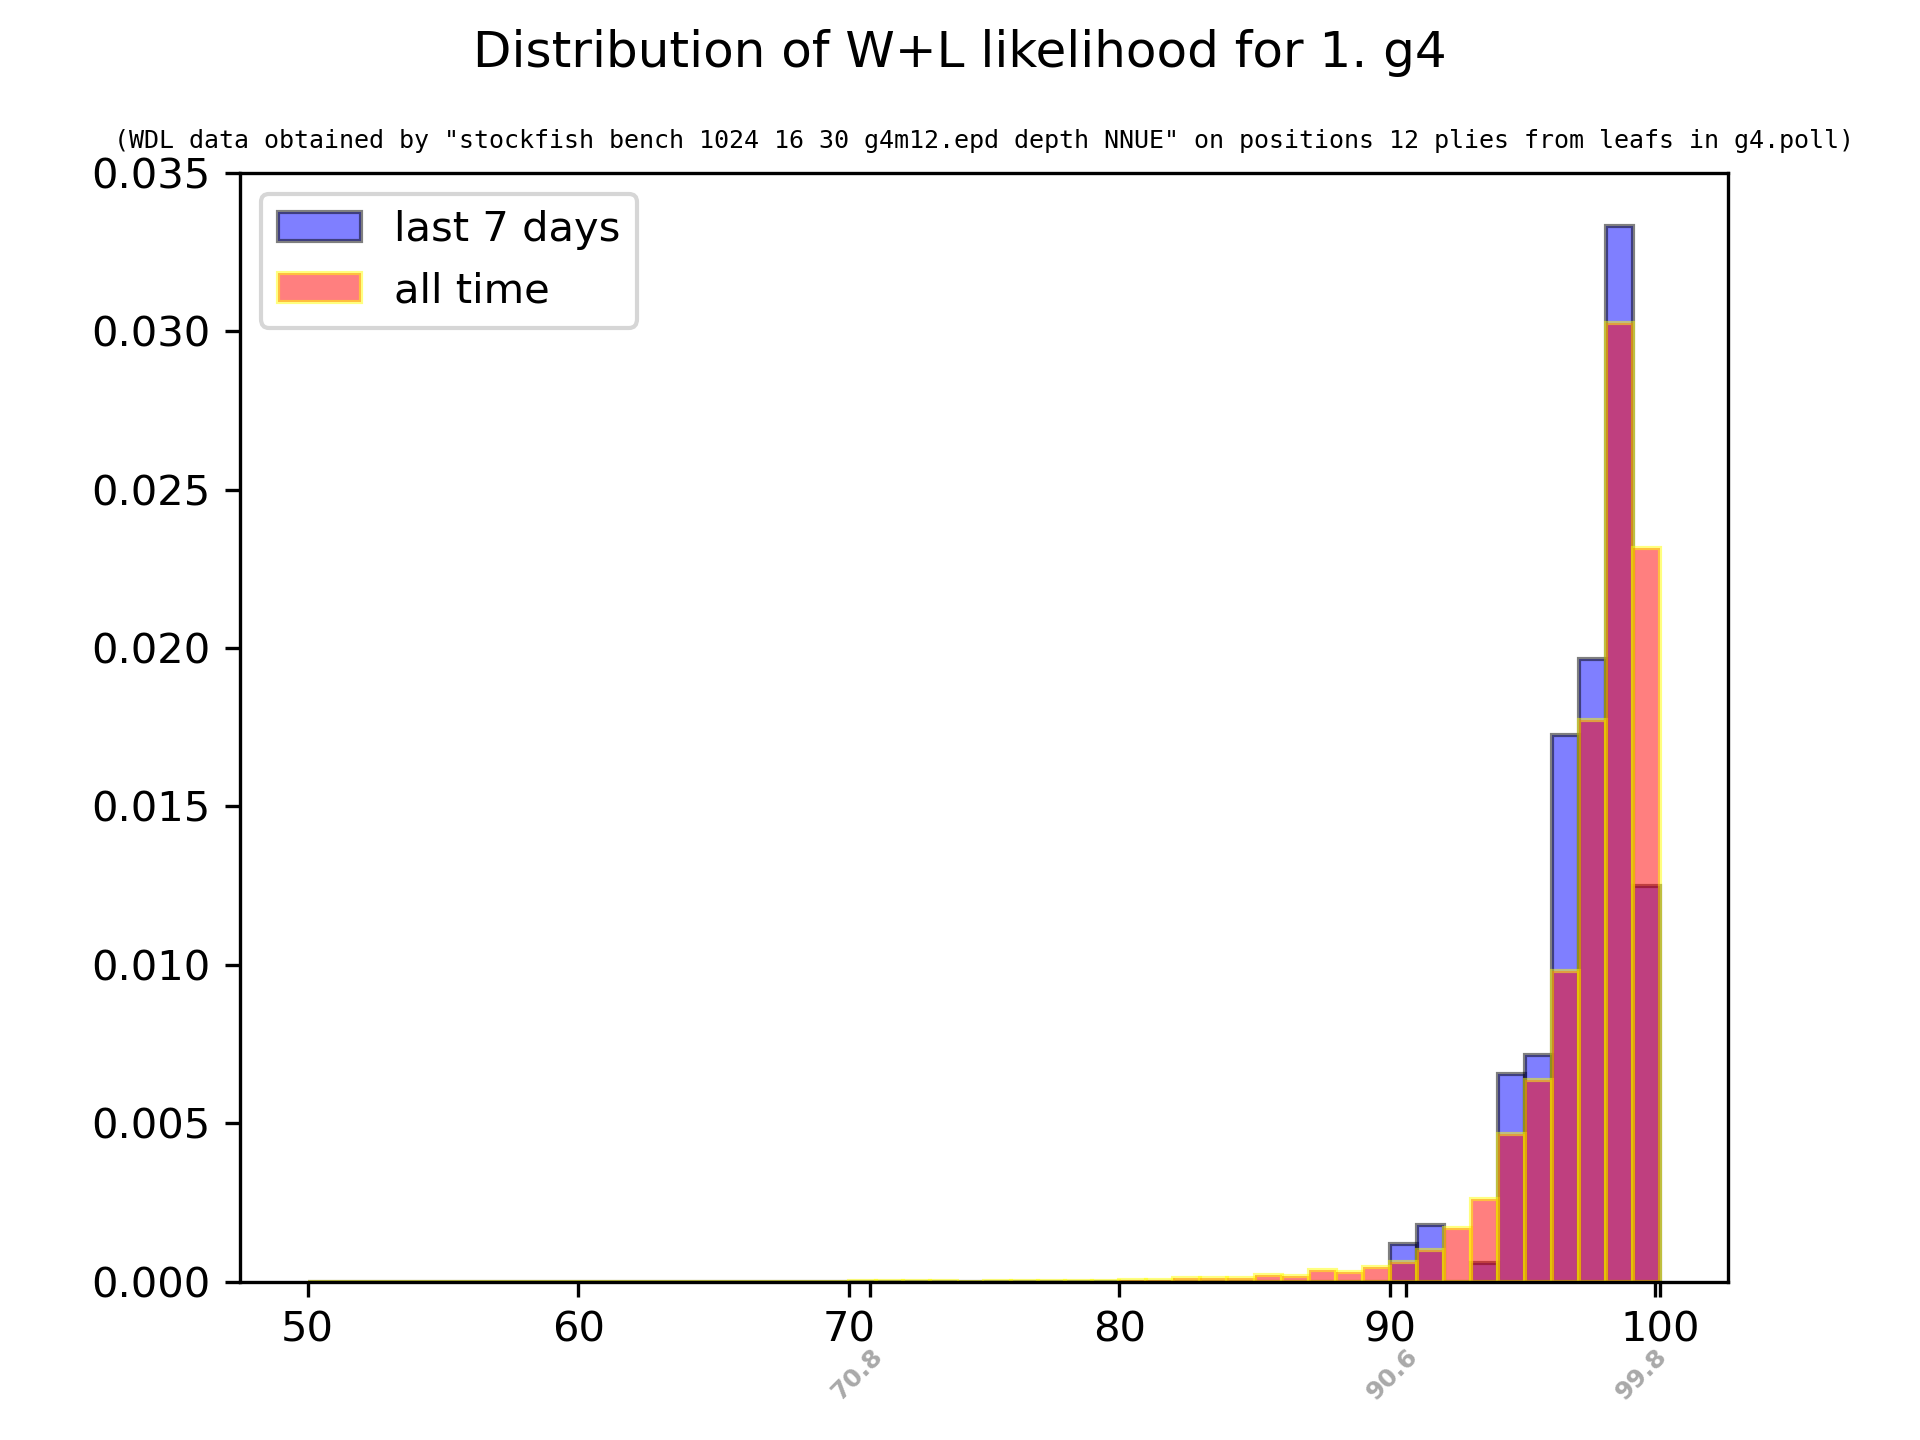 Distribution of W+L likelihood for 1. g4
(WDL data obtained by "stockfish bench 1024 16 30 g4m12.epd depth NNUE" on positions 12 plies from leafs in g4.poll)
0.035
last 7 days
all time
0.030
0.025
0.020
0.015
0.010
0.005
0.000
50 60 70 80 90 100
70.8 90.6 99.8